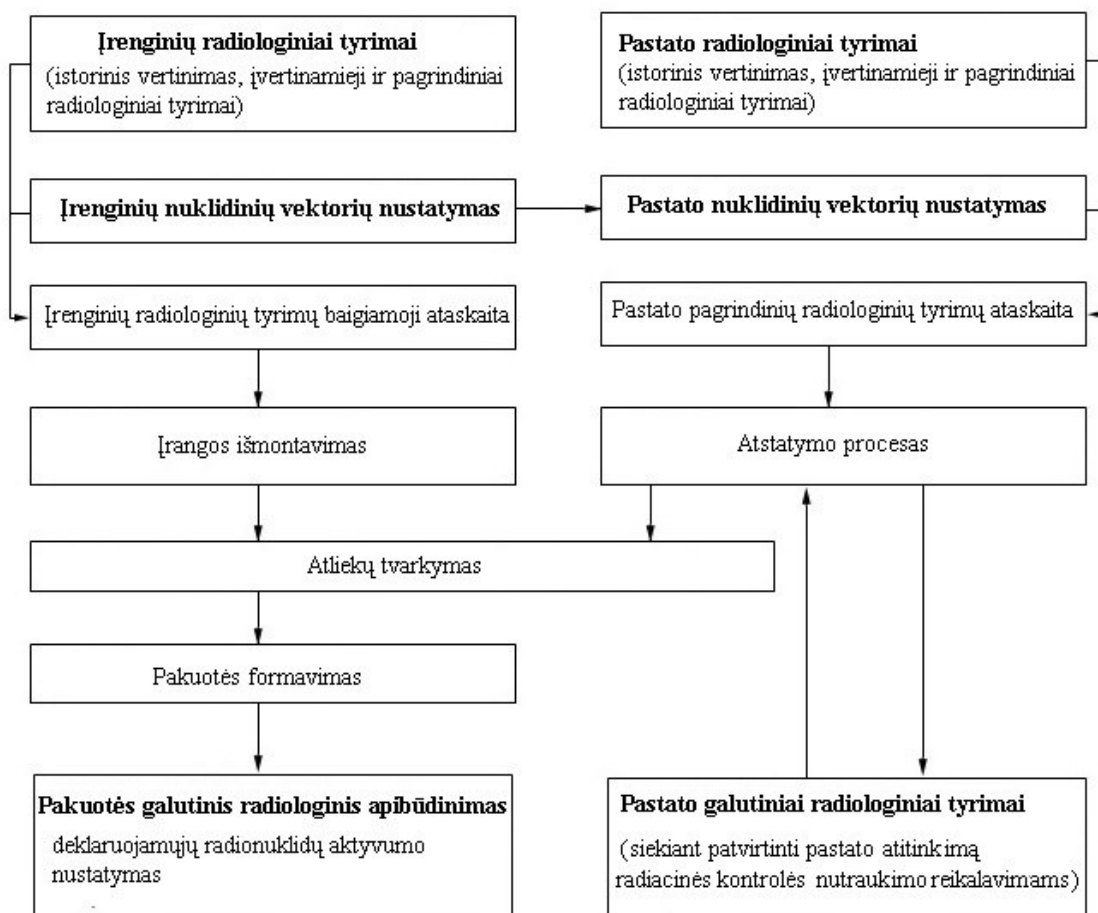 Įrenginių radiologiniai tyrimai
(istorinis vertinimas, įvertinamieji ir pagrindiniai
radiologiniai tyrimai)
Pastato radiologiniai tyrimai
(istorinis vertinimas, įvertinamieji ir pagrindiniai
radiologiniai tyrimai)
Įrenginių nuklidinių vektorių nustatymas
Pastato nuklidinių vektorių nustatymas
Įrenginių radiologinių tyrimų baigiamoji ataskaita
Pastato pagrindinių radiologinių tyrimų ataskaita
Įrangos išmontavimas
Atstatymo procesas
Atliekų tvarkymas
Pakuotės formavimas
Pakuotės galutinis radiologinis apibūdinimas
deklaruojamųjų radionuklidų aktyvumo
nustatymas
Pastato galutiniai radiologiniai tyrimai
(siekiant patvirtinti pastato atitinkimą
radiacinės kontrolės nutraukimo reikalavimams)